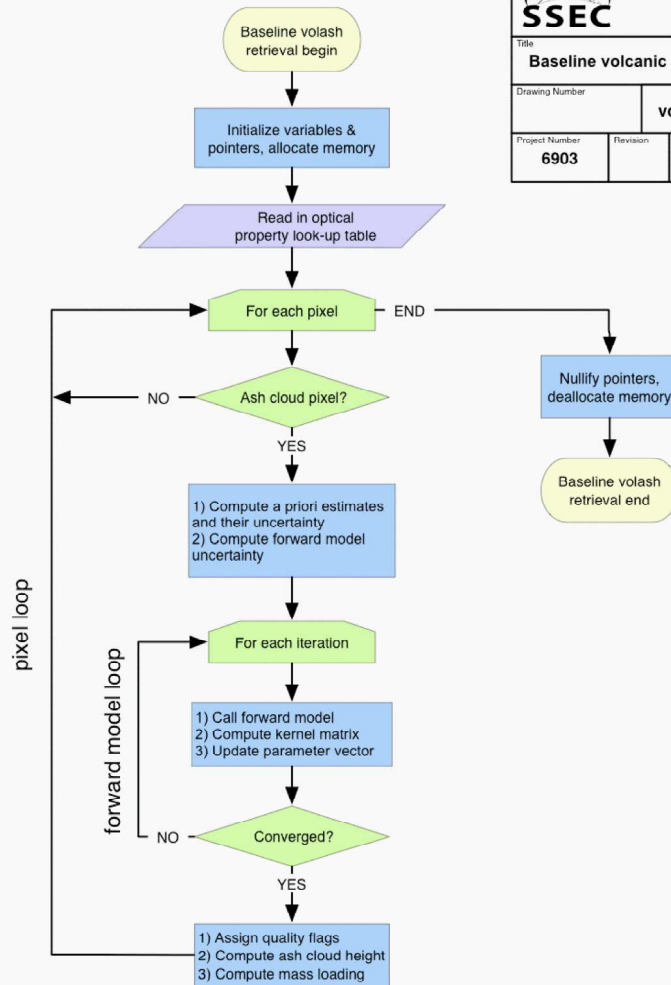 Baseline volash
retrieval begin
SSEC
Title
Baseline volcanic
Drawing Number
Project Number
Revision
6903
Initialize variables &
pointers, allocate memory
Read in optical
property look-up table
For each pixel
END
Ash cloud pixel?
NO
YES
Nullify pointers,
deallocate memory
Baseline volash
retrieval end
1) Compute a priori estimates
and their uncertainty
2) Compute forward model
uncertainty
pixel loop
For each iteration
forward model loop
1) Call forward model
2) Compute kernel matrix
3) Update parameter vector
Converged?
NO
YES
1) Assign quality flags
2) Compute ash cloud height
3) Compute mass loading